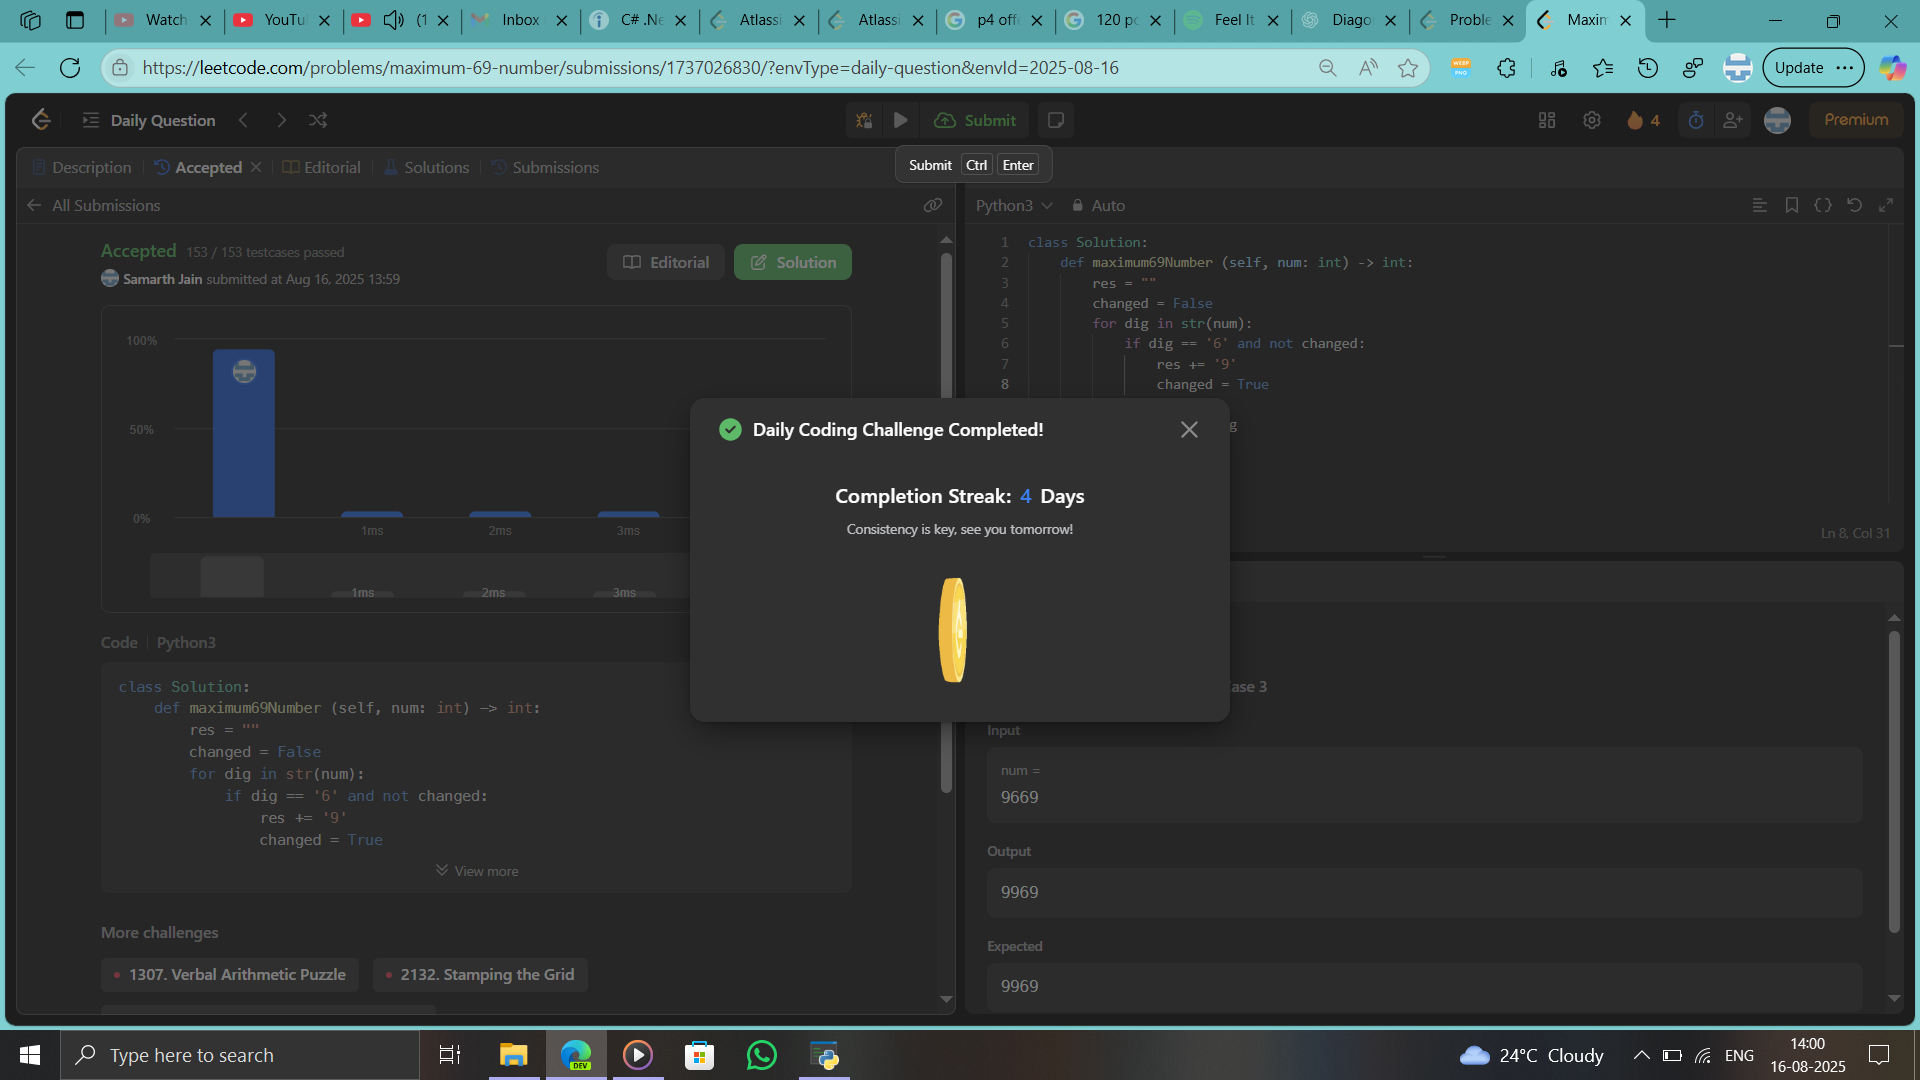 Watch
YouTu
(1
Inbox
C# .Ne
Atlassi
Atlassi
p4 off
120 p
Feel It
Diago
Proble
Maxin
https://leetcode.com/problems/maximum-69-number/submissions/1737026830/?envType=daily-question&envId=2025-08-16
Update
Daily Question
Submit
4
Premium
Description
Accepted
Editorial
Solutions
Submissions
Submit Ctrl Enter
All Submissions
Python3
Auto
Accepted 153 / 153 testcases passed
Samarth Jain submitted at Aug 16, 2025 13:59
Editorial
Solution
100%
50%
0%
1ms
2ms
3ms
1ms
2ms
3ms
Code
Python3
class Solution:
def maximum69Number (self, num: int) -> int:
res = ""
changed = False
for dig in str(num):
if dig == '6' and not changed:
res += '9'
changed = True
View more
More challenges
1307. Verbal Arithmetic Puzzle
2132. Stamping the Grid
1 class Solution:
2 def maximum69Number (self, num: int) -> int:
3 res = ""
4 changed = False
5 for dig in str(num):
6 if dig == '6' and not changed:
7 res += '9'
8 changed = True
g
Ln 8, Col 31
Daily Coding Challenge Completed!
Completion Streak: 4 Days
Consistency is key, see you tomorrow!
ase 3
Input
num =
9669
Output
9969
Expected
9969
Type here to search
DEV
24°C Cloudy
ENG
14:00
16-08-2025